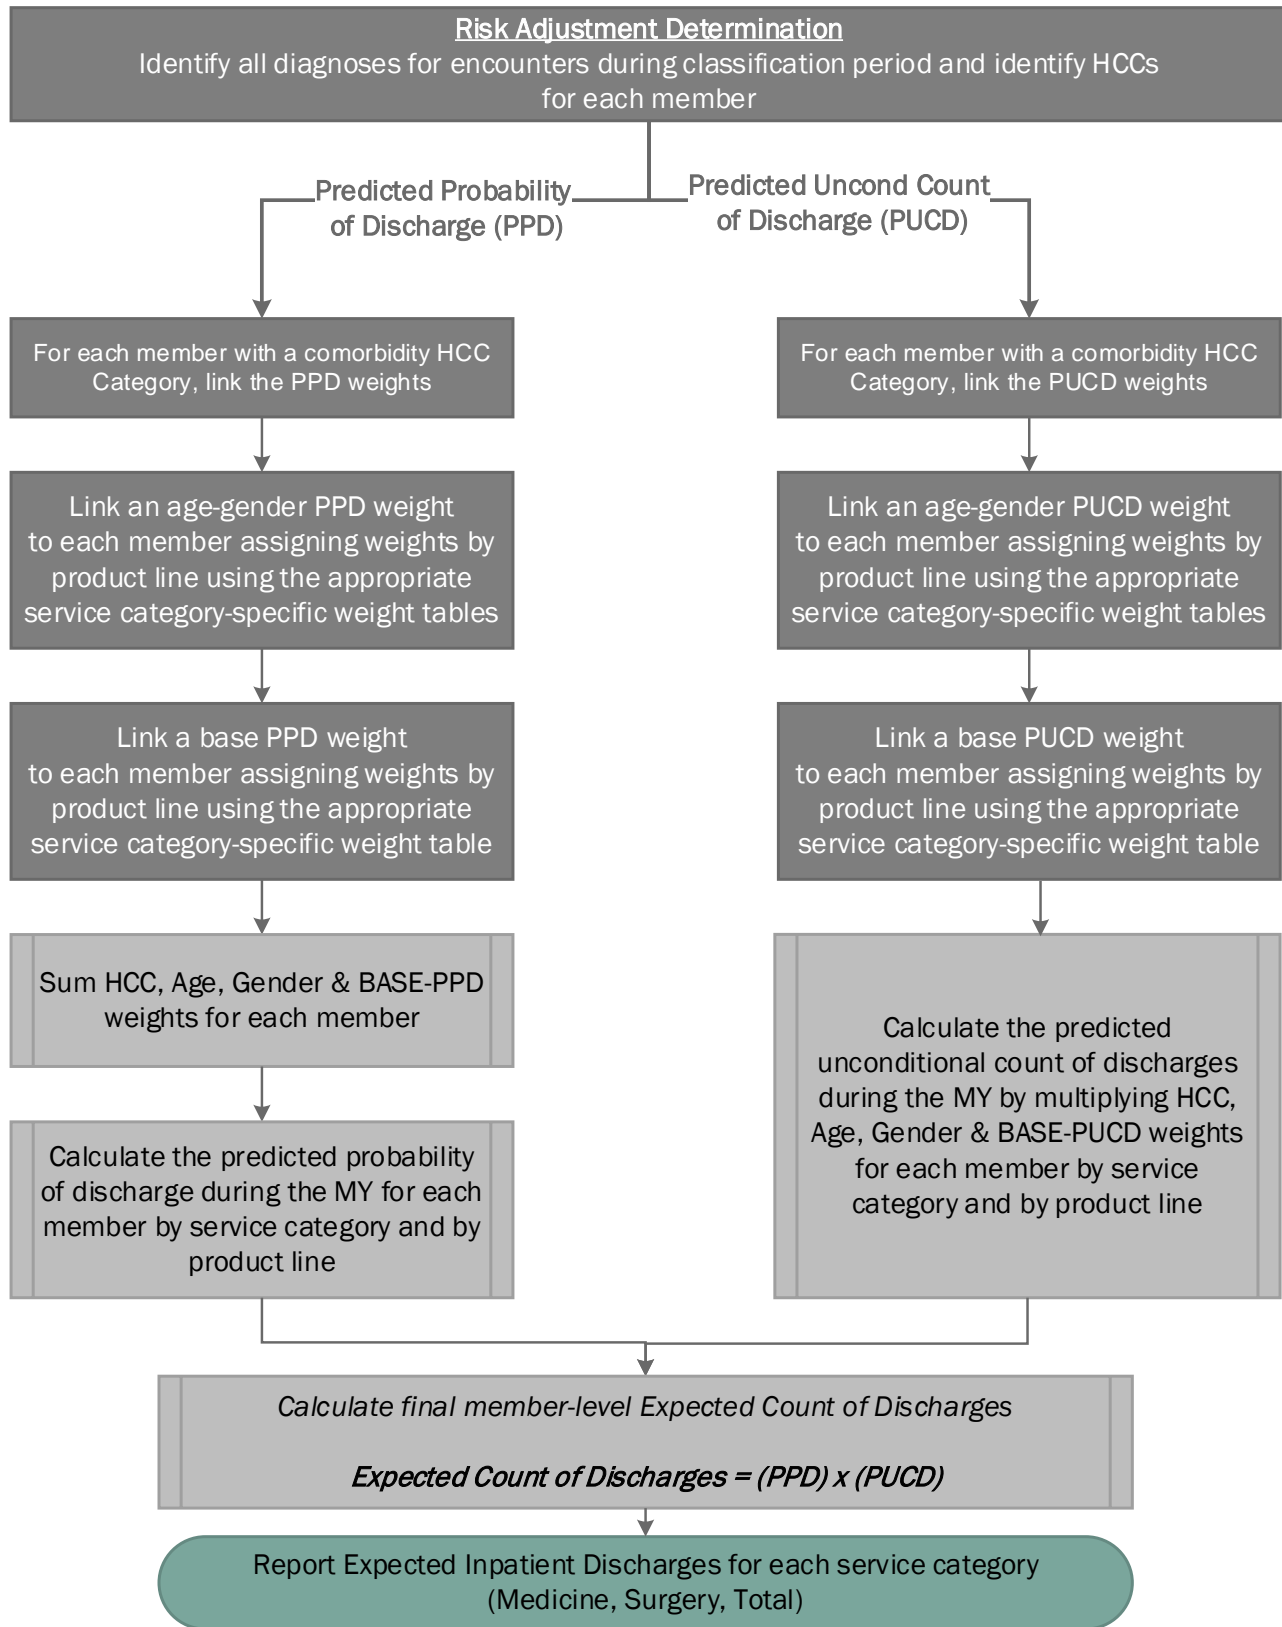 Risk Adjustment Determination
Identify all diagnoses for encounters during classification period and identify HCCs
for each member
Predicted Probability
of Discharge (PPD)
Predicted Uncond Count
of Discharge (PUCD)
For each member with a comorbidity HCC
Category, link the PPD weights
For each member with a comorbidity HCC
Category, link the PUCD weights
Link an age-gender PPD weight
to each member assigning weights by
product line using the appropriate
service category-specific weight tables
Link an age-gender PUCD weight
to each member assigning weights by
product line using the appropriate
service category-specific weight tables
Link a base PPD weight
to each member assigning weights by
product line using the appropriate
service category-specific weight table
Link a base PUCD weight
to each member assigning weights by
product line using the appropriate
service category-specific weight table
Sum HCC, Age, Gender & BASE-PPD
weights for each member
Calculate the predicted probability
of discharge during the MY for each
member by service category and by
product line
Calculate the predicted
unconditional count of discharges
during the MY by multiplying HCC,
Age, Gender & BASE-PUCD weights
for each member by service
category and by product line
Calculate final member-level Expected Count of Discharges
Expected Count of Discharges = (PPD) x (PUCD)
Report Expected Inpatient Discharges for each service category
(Medicine, Surgery, Total)